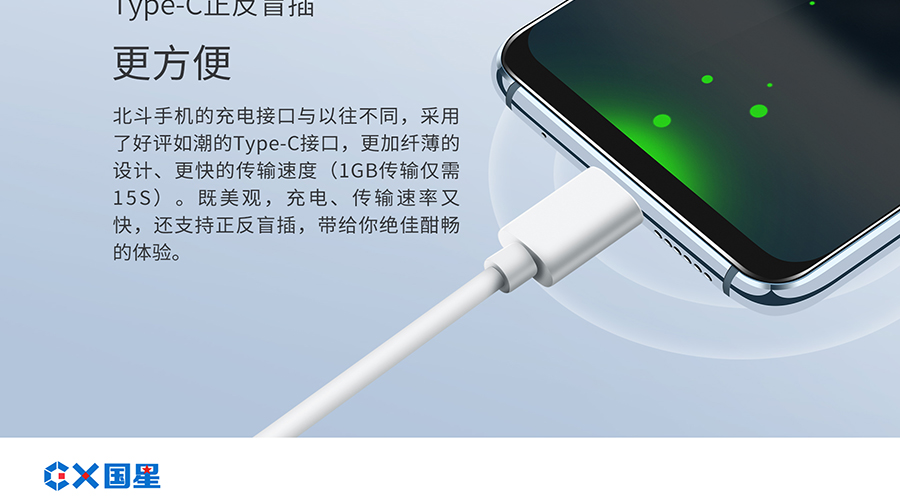 Type-C正反盲插
更方便
北斗手机的充电接口与以往不同，采用
了好评如潮的Type-C接口，更加纤薄的
设计、更快的传输速度（1GB传输仅需
15S）。既美观，充电、传输速率又
快，还支持正反盲插，带给你绝佳酣畅
的体验。
国星